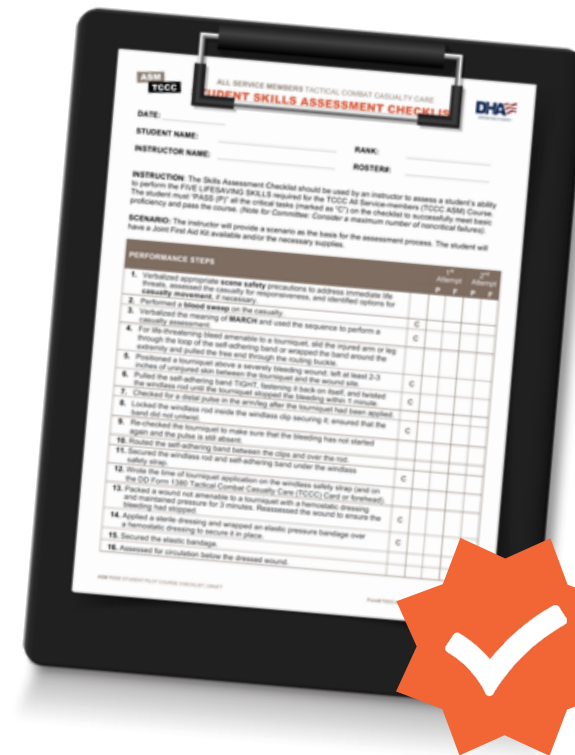 ASM
TCCC
ALL SERVICE MEMBERS TACTICAL COMBAT CASUALTY CARE
STUDENT SKILLS ASSESSMENT CHECKLIST
DHA
DATE:
STUDENT NAME:
RANK:
INSTRUCTOR NAME:
ROSTER#:
INSTRUCTION: The Skills Assessment Checklist should be used by an instructor to assess a student's ability
to perform the FIVE LIFESAVING SKILLS required for the TCCC All Service-members (TCCC ASM) Course.
The student must "PASS (P)" all the critical tasks (marked as "C") on the checklist to successfully meet basic
proficiency and pass the course. (Note for Committee: Consider a maximum number of noncritical failures).
SCENARIO: The instructor will provide a scenario as the basis for the assessment process. The student will
have a Joint First Aid Kit available and/or the necessary supplies.
PERFORMANCE STEPS
1st Attempt
2nd Attempt
P F P F
1. Verbalized appropriate scene safety precautions to address immediate life
threats, assessed the casualty for responsiveness, and identified options for
casualty movement, if necessary.
C
2. Performed a blood sweep on the casualty.
3. Verbalized the meaning of MARCH and used the sequence to perform a
casualty assessment.
C
4. For life-threatening bleed amenable to a tourniquet, slid the injured arm or leg
through the loop of the self-adhering band or wrapped the band around the
extremity and pulled the free end through the routing buckle.
5. Positioned a tourniquet above a severely bleeding wound, left at least 2-3
inches of uninjured skin between the tourniquet and the wound site.
C
6. Pulled the self-adhering band TIGHT, fastening it back on itself, and twisted
the windlass rod until the tourniquet stopped the bleeding within 1 minute.
C
7. Checked for a distal pulse in the arm/leg after the tourniquet had been applied.
8. Locked the windlass rod inside the windlass clip securing it; ensured that the
band did not untwist.
C
9. Re-checked the tourniquet to make sure that the bleeding has not started
again and the pulse is still absent.
10. Routed the self-adhering band between the clips and over the rod.
11. Secured the windlass rod and self-adhering band under the windlass
safety strap.
C
12. Wrote the time of tourniquet application on the windlass safety strap (and on
the DD Form 1380 Tactical Combat Casualty Care (TCCC) Card or forehead).
13. Packed a wound not amenable to a tourniquet with a hemostatic dressing
and maintained pressure for 3 minutes. Reassessed the wound to ensure the
bleeding had stopped.
C
14. Applied a sterile dressing and wrapped an elastic pressure bandage over
a hemostatic dressing to secure it in place.
C
15. Secured the elastic bandage.
16. Assessed for circulation below the dressed wound.